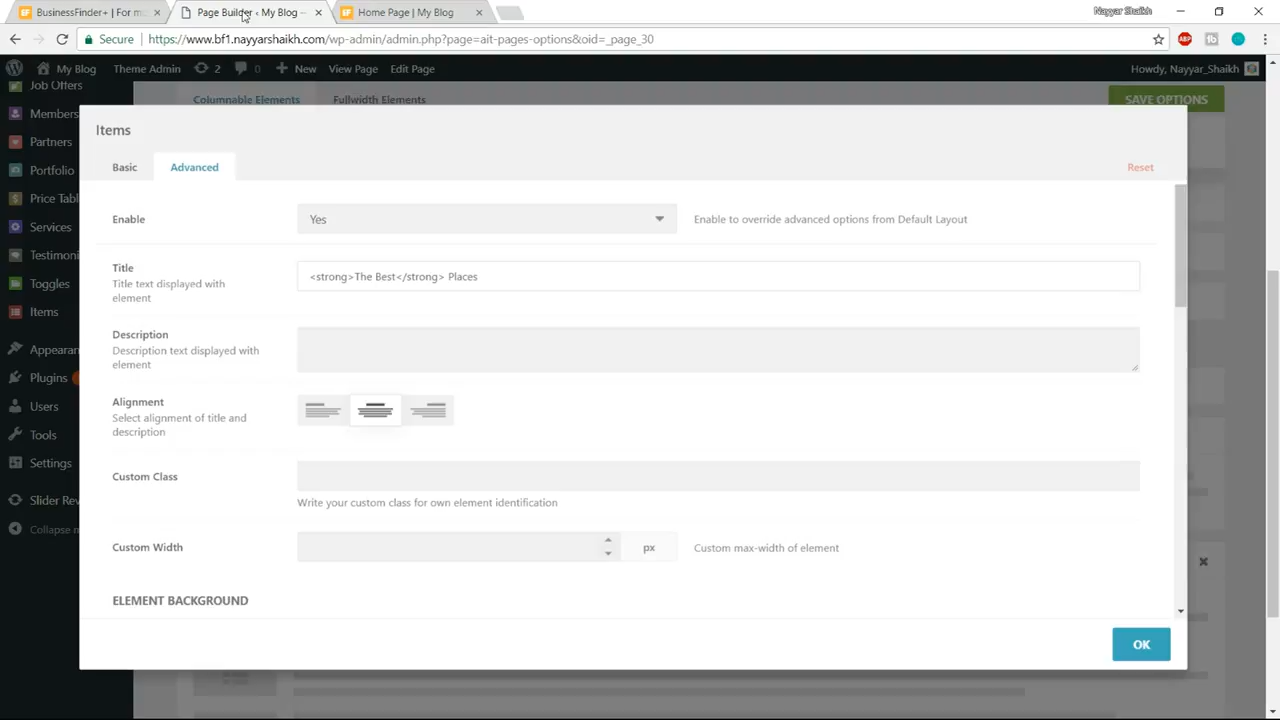 BusinessFinder+ | For m
Page Builder ‹ My Blog —
Home Page | My Blog
Nayyar Shaikh
Secure
https://www.bf1.nayyarshaikh.com/wp-admin/admin.php?page=ait-pages-options&oid=_page_30
ABP
My Blog
Theme Admin
2
0
New
View Page
Edit Page
Howdy, Nayyar_Shaikh
Job Offers
Members
Partners
Portfolio
Price Tabl
Services
Testimoni
Toggles
Items
Appearan
Plugins
Users
Tools
Settings
Slider Rev
Collapse m
Columnable Elements
Fullwidth Elements
SAVE OPTIONS
Items
Basic
Advanced
Reset
Enable
Yes
Enable to override advanced options from Default Layout
Title
Title text displayed with
element
<strong>The Best</strong> Places
Description
Description text displayed with
element
Alignment
Select alignment of title and
description
Custom Class
Write your custom class for own element identification
Custom Width
px
Custom max-width of element
ELEMENT BACKGROUND
OK